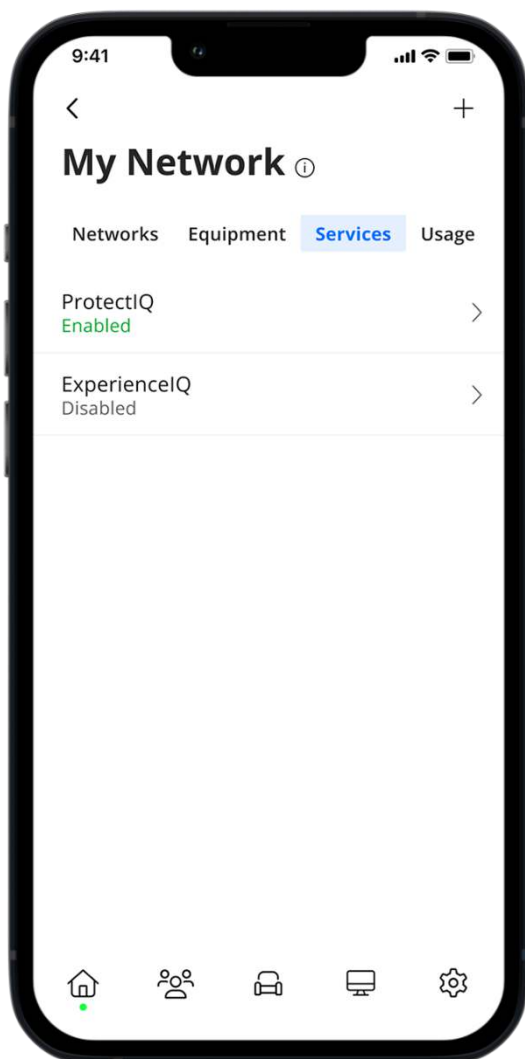 9:41
My Network
Networks Equipment Services Usage
ProtectIQ
Enabled
ExperienceIQ
Disabled